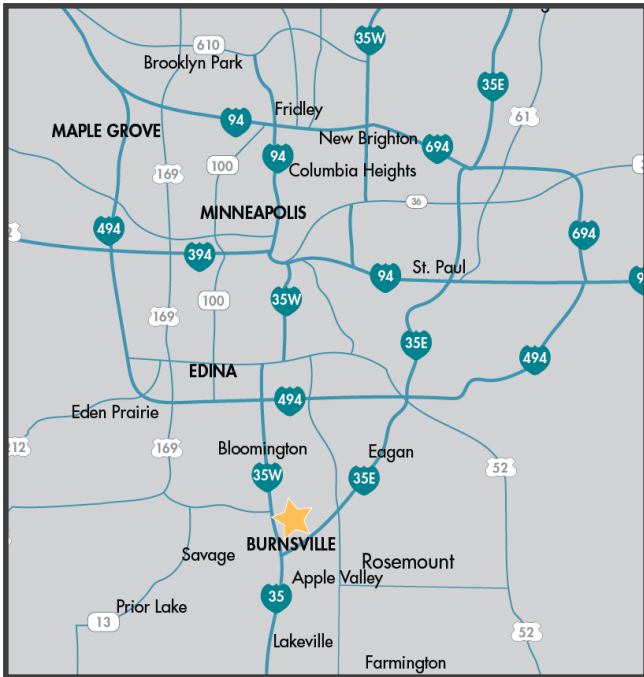 35W
610
Brooklyn Park
35E
Fridley
61
94
MAPLE GROVE
New Brighton
694
94
100
169
Columbia Heights
36
MINNEAPOLIS
494
694
394
St. Paul
94
35W
100
169
35E
494
EDINA
494
Eden Prairie
212
169
Bloomington
Eagan
52
35W
35E
BURNSVILLE
Savage
Rosemount
Apple Valley
35
Prior Lake
13
52
Lakeville
Farmington